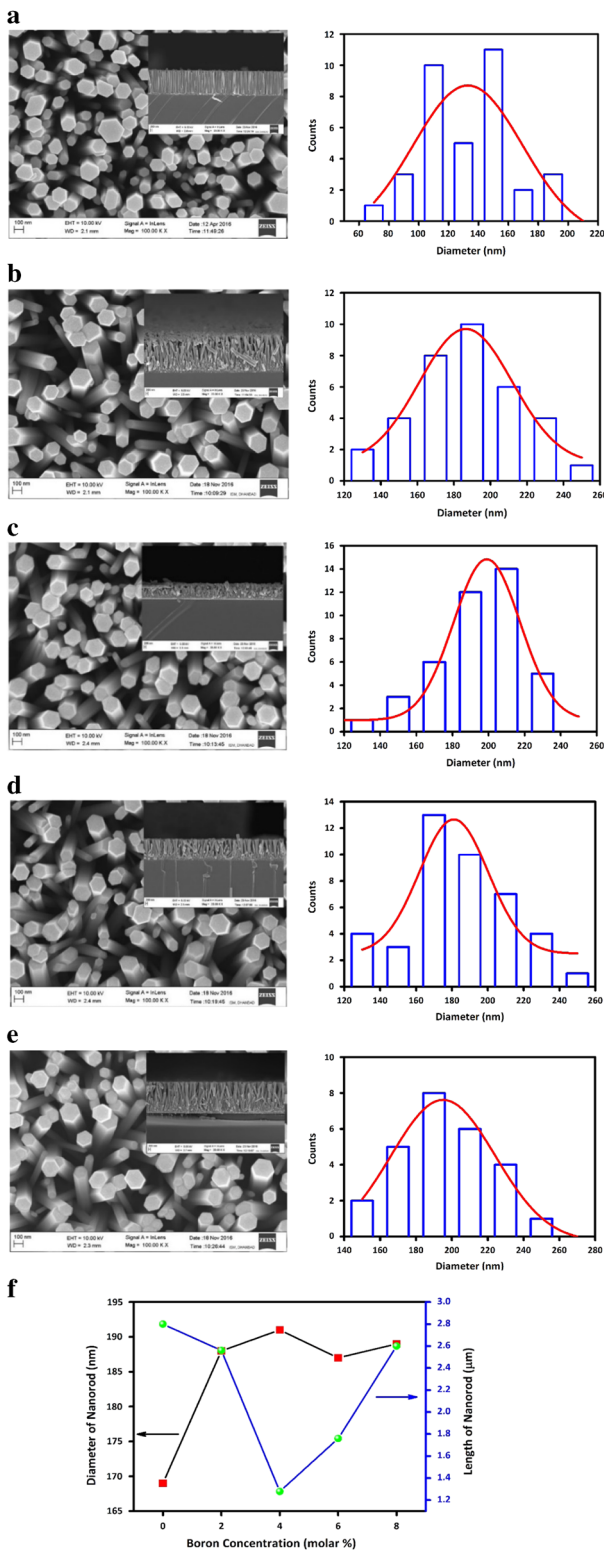 a
100 nm
EHT = 10.00 kV
WD = 2.1 mm
Signal A = InLens
Mag = 100.00 K X
Date :12 Apr 2016
Time :11:49:26
ZEISS
12
10
8
6
4
2
0
Counts
60 80 100 120 140 160 180 200 220
Diameter (nm)
b
100 nm
EHT = 10.00 kV
WD = 2.1 mm
Signal A = InLens
Mag = 100.00 K X
Date :18 Nov 2016
Time :10:09:29
ZEISS
12
10
8
6
4
2
0
Counts
120 140 160 180 200 220 240 260
Diameter (nm)
c
100 nm
EHT = 10.00 kV
WD = 2.4 mm
Signal A = InLens
Mag = 100.00 K X
Date :18 Nov 2016
Time :10:13:45
ZEISS
16
14
12
10
8
6
4
2
0
Counts
120 140 160 180 200 220 240 260
Diameter (nm)
d
100 nm
EHT = 10.00 kV
WD = 2.4 mm
Signal A = InLens
Mag = 100.00 K X
Date :18 Nov 2016
Time :10:19:45
ZEISS
14
12
10
8
6
4
2
0
Counts
120 140 160 180 200 220 240 260
Diameter (nm)
e
100 nm
EHT = 10.00 kV
WD = 2.3 mm
Signal A = InLens
Mag = 100.00 K X
Date :18 Nov 2016
Time :10:26:44
ZEISS
10
8
6
4
2
0
Counts
140 160 180 200 220 240 260 280
Diameter (nm)
f
195
190
185
180
175
170
165
Diameter of Nanorod (nm)
3.0
2.8
2.6
2.4
2.2
2.0
1.8
1.6
1.4
1.2
Length of Nanorod (µm)
0 2 4 6 8
Boron Concentration (molar %)